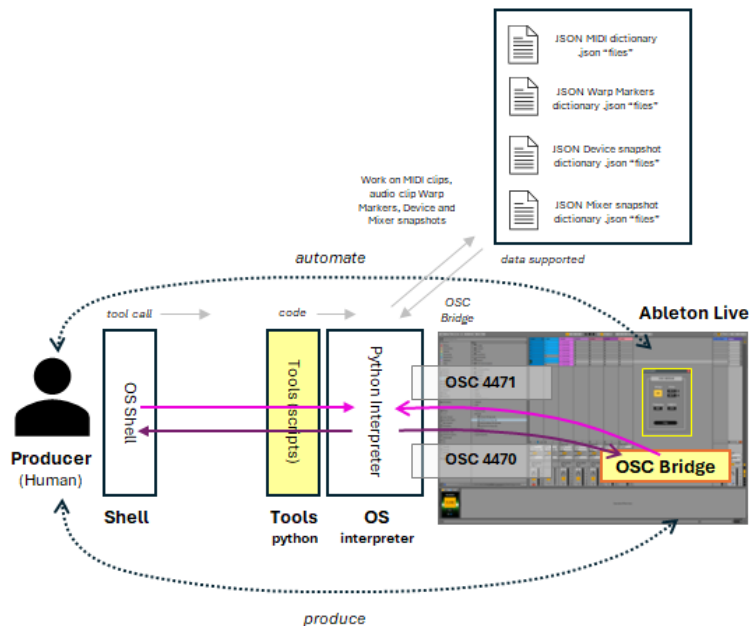 JSON MIDI dictionary
.json “files”
JSON Warp Markers
dictionary .json “files”
JSON Device snapshot
dictionary .json “files”
JSON Mixer snapshot
dictionary .json “files”
Work on MIDI clips,
audio clip Warp
Markers, Device and
Mixer snapshots
automate
data supported
tool call
code
OSC
Bridge
Ableton Live
OS Shell
Tools (scripts)
Python Interpreter
OSC 4471
OSC 4470
OSC Bridge
Producer
(Human)
Shell
Tools
python
OS
interpreter
produce